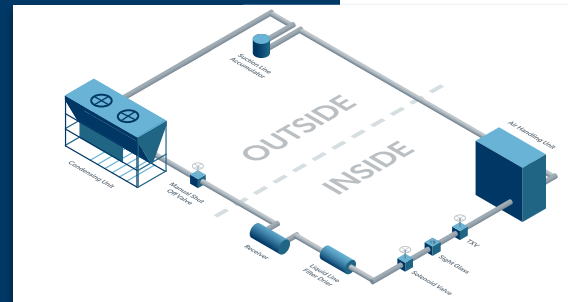 Suction Line
Accumulator
OUTSIDE
INSIDE
Air Handling Unit
Condensing Unit
Manual Shut
Off Valve
Receiver
Liquid Line
Filter Drier
TXV
Sight Glass
Solenoid Valve